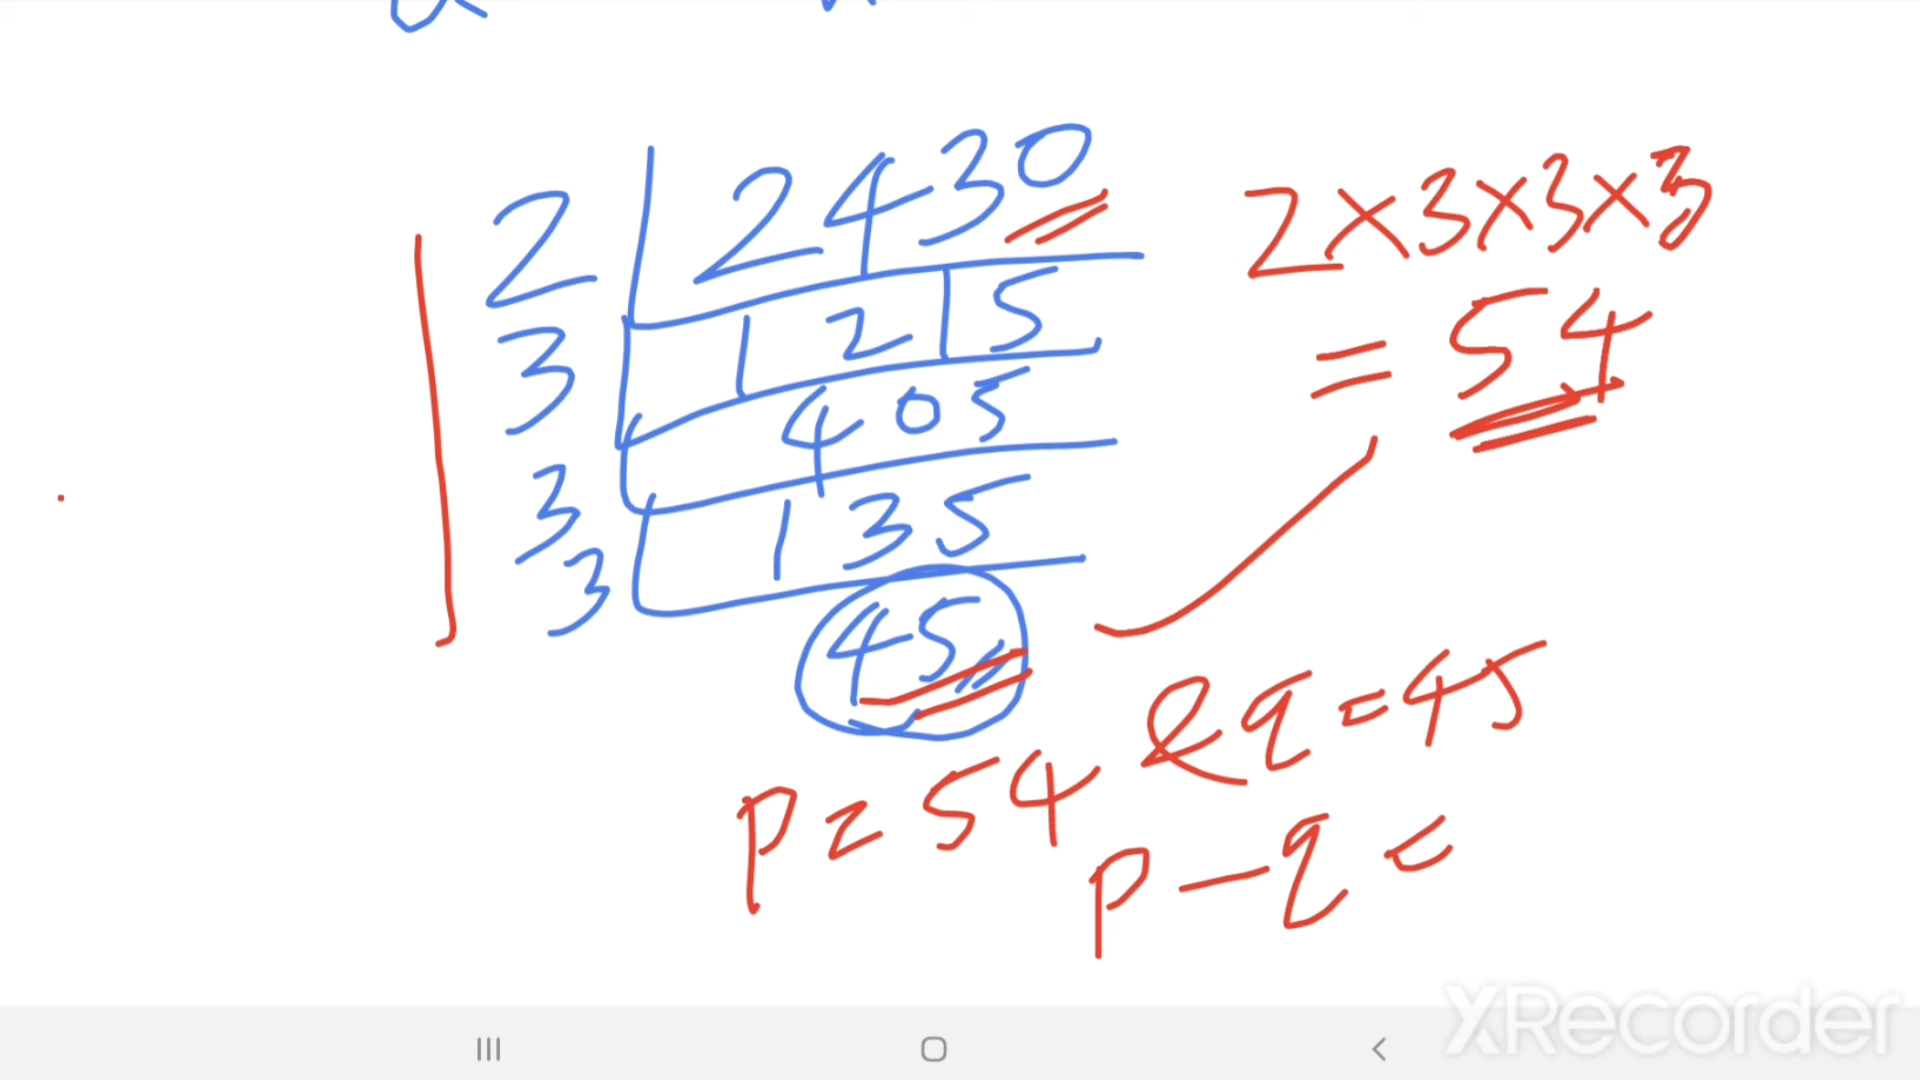 2 2430
3 1215
3 405
3 135
45
2×3×3×3
= 54
p = 54 & q = 45
p - q =
XRecorder